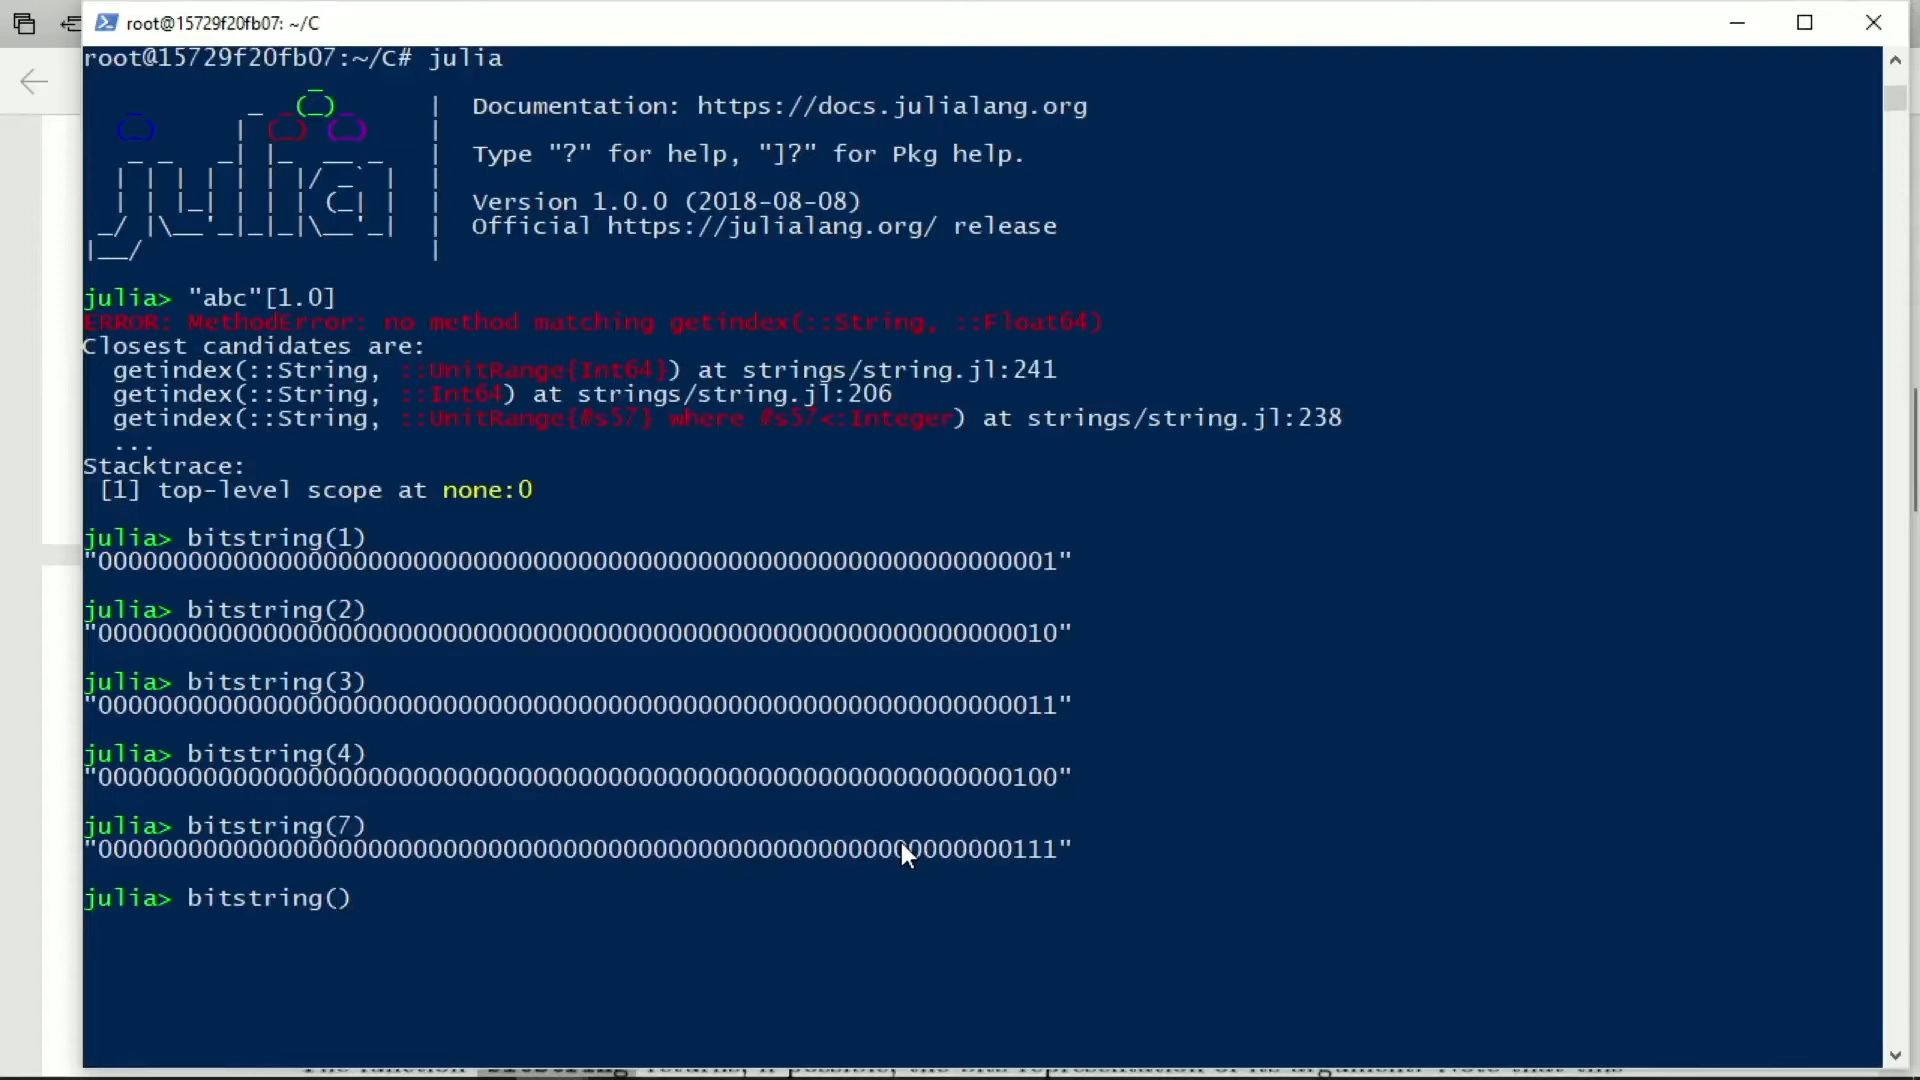 root@15729f20fb07: ~/C
root@15729f20fb07:~/C# julia
Documentation: https://docs.julialang.org
Type "?" for help, "]?" for Pkg help.
Version 1.0.0 (2018-08-08)
Official https://julialang.org/ release
julia> "abc"[1.0]
ERROR: MethodError: no method matching getindex(::String, ::Float64)
Closest candidates are:
  getindex(::String, ::UnitRange{Int64}) at strings/string.jl:241
  getindex(::String, ::Int64) at strings/string.jl:206
  getindex(::String, ::UnitRange{#s57} where #s57<:Integer) at strings/string.jl:238
  ...
Stacktrace:
 [1] top-level scope at none:0
julia> bitstring(1)
"0000000000000000000000000000000000000000000000000000000000000001"
julia> bitstring(2)
"0000000000000000000000000000000000000000000000000000000000000010"
julia> bitstring(3)
"0000000000000000000000000000000000000000000000000000000000000011"
julia> bitstring(4)
"0000000000000000000000000000000000000000000000000000000000000100"
julia> bitstring(7)
"0000000000000000000000000000000000000000000000000000000000000111"
julia> bitstring()